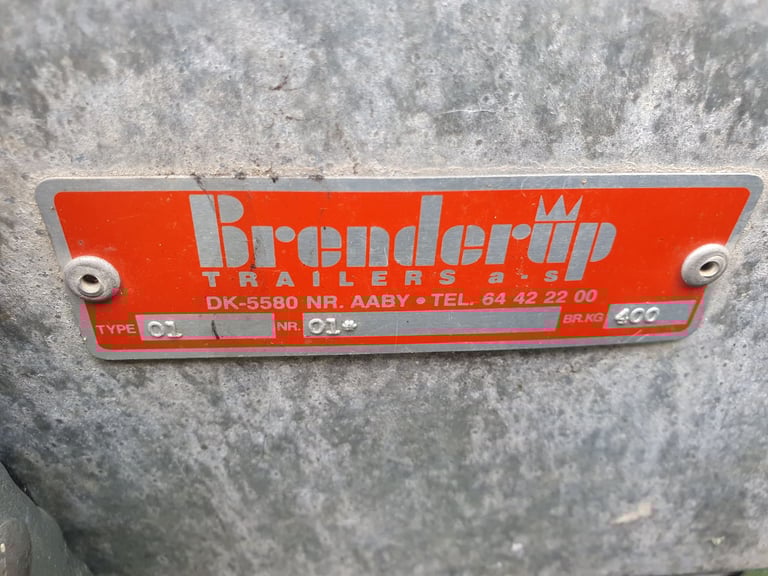 Brenderup
TRAILERS a-s
DK-5580 NR. AABY • TEL. 64 42 22 00
TYPE 01 NR. 01* BR.KG 400